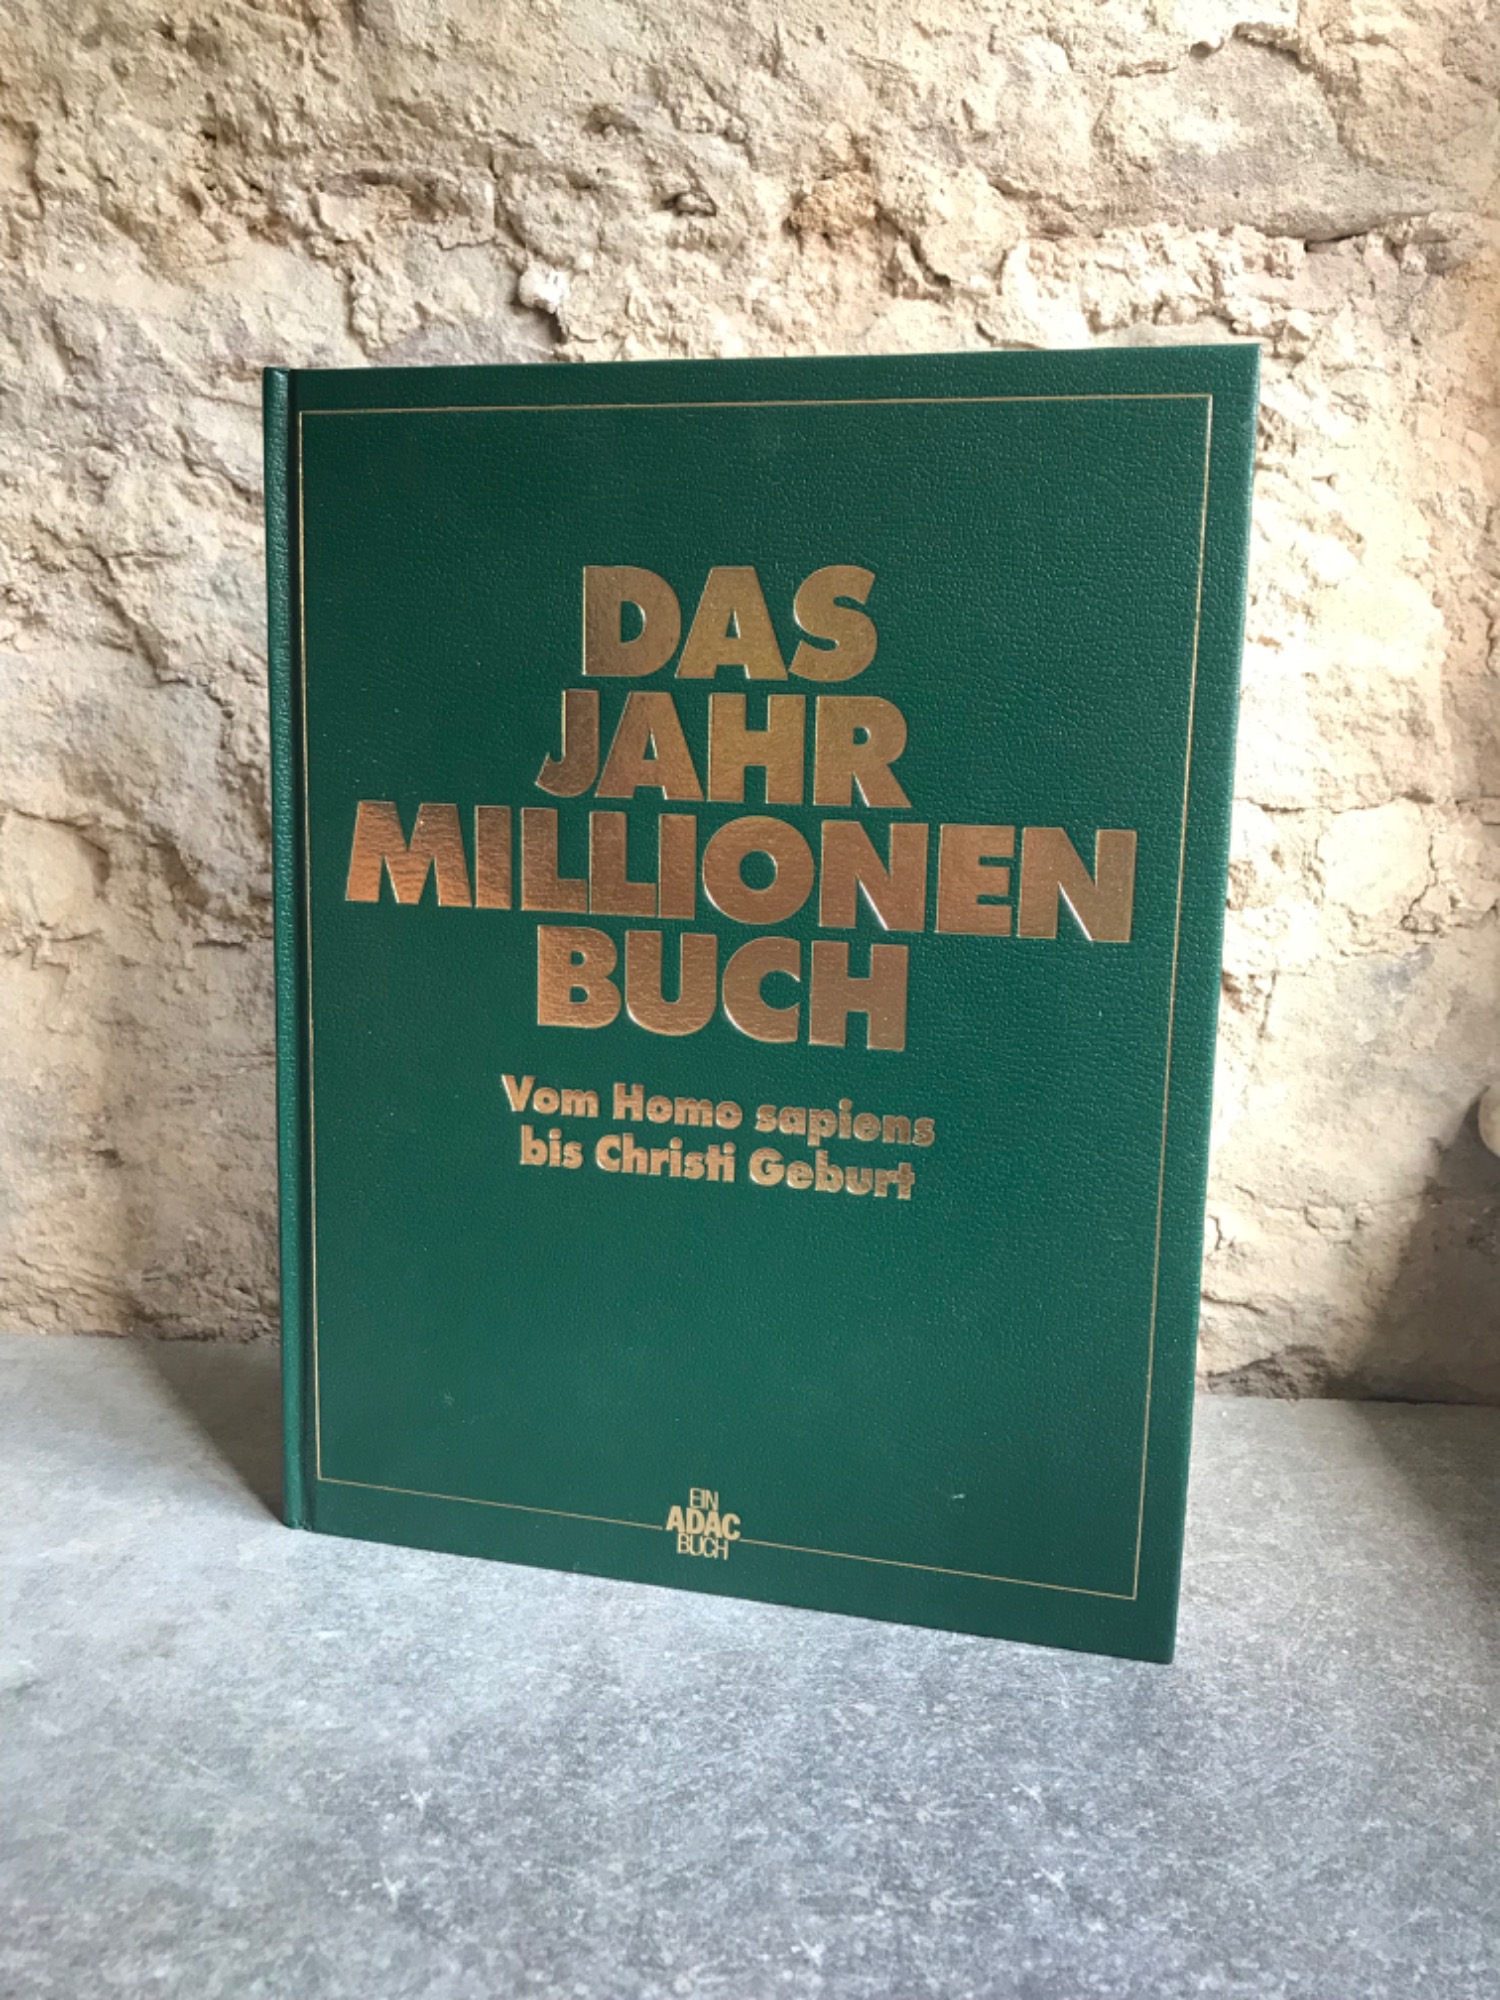 DAS
JAHR
MILLIONEN
BUCH
Vom Homo sapiens
bis Christi Geburt
EIN
ADAC
BUCH